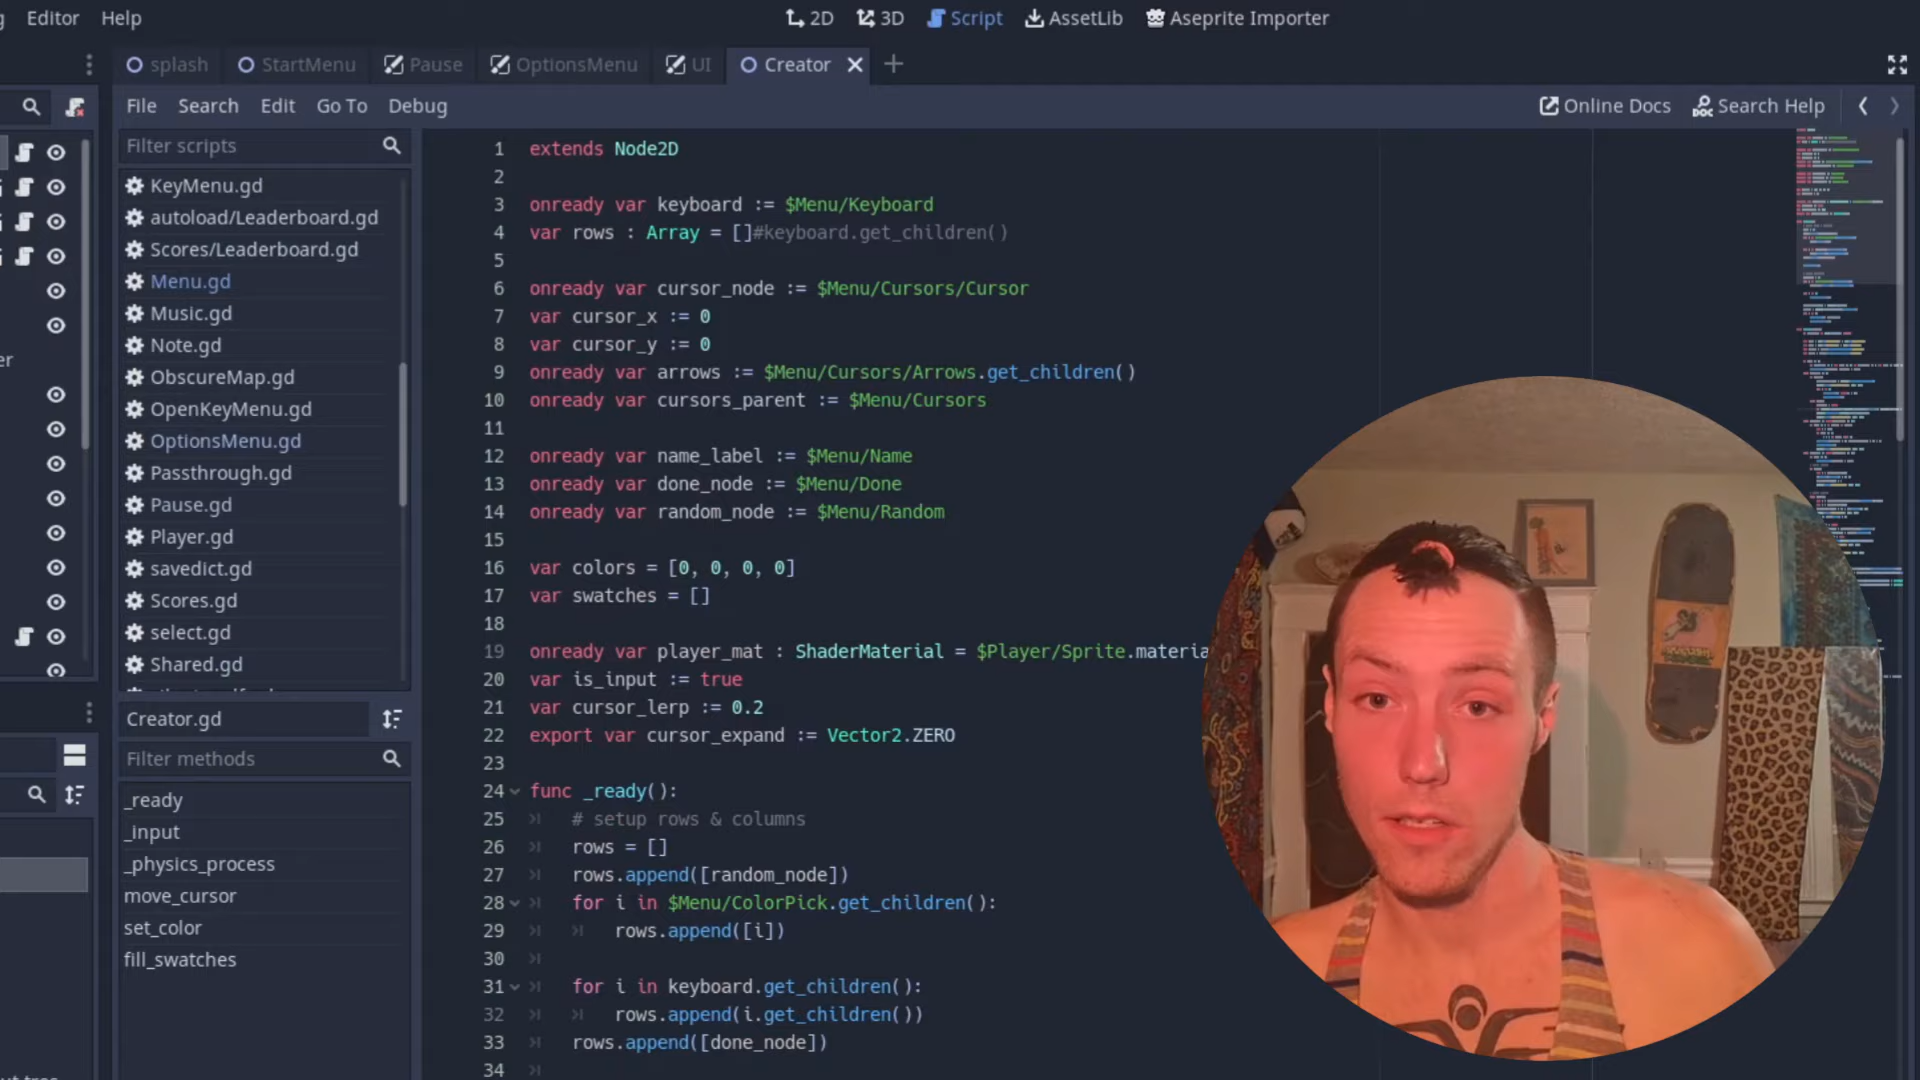 Editor Help
2D 3D Script AssetLib Aseprite Importer
splash StartMenu Pause OptionsMenu UI Creator
File Search Edit Go To Debug
Online Docs Search Help
Filter scripts
KeyMenu.gd
autoload/Leaderboard.gd
Scores/Leaderboard.gd
Menu.gd
Music.gd
Note.gd
ObscureMap.gd
OpenKeyMenu.gd
OptionsMenu.gd
Passthrough.gd
Pause.gd
Player.gd
savedict.gd
Scores.gd
select.gd
Shared.gd
Creator.gd
Filter methods
_ready
_input
_physics_process
move_cursor
set_color
fill_swatches
1 extends Node2D
2
3 onready var keyboard := $Menu/Keyboard
4 var rows : Array = []#keyboard.get_children()
5
6 onready var cursor_node := $Menu/Cursors/Cursor
7 var cursor_x := 0
8 var cursor_y := 0
9 onready var arrows := $Menu/Cursors/Arrows.get_children()
10 onready var cursors_parent := $Menu/Cursors
11
12 onready var name_label := $Menu/Name
13 onready var done_node := $Menu/Done
14 onready var random_node := $Menu/Random
15
16 var colors = [0, 0, 0, 0]
17 var swatches = []
18
19 onready var player_mat : ShaderMaterial = $Player/Sprite.materia
20 var is_input := true
21 var cursor_lerp := 0.2
22 export var cursor_expand := Vector2.ZERO
23
24 func _ready():
25 # setup rows & columns
26 rows = []
27 rows.append([random_node])
28 for i in $Menu/ColorPick.get_children():
29 rows.append([i])
30
31 for i in keyboard.get_children():
32 rows.append(i.get_children())
33 rows.append([done_node])
34